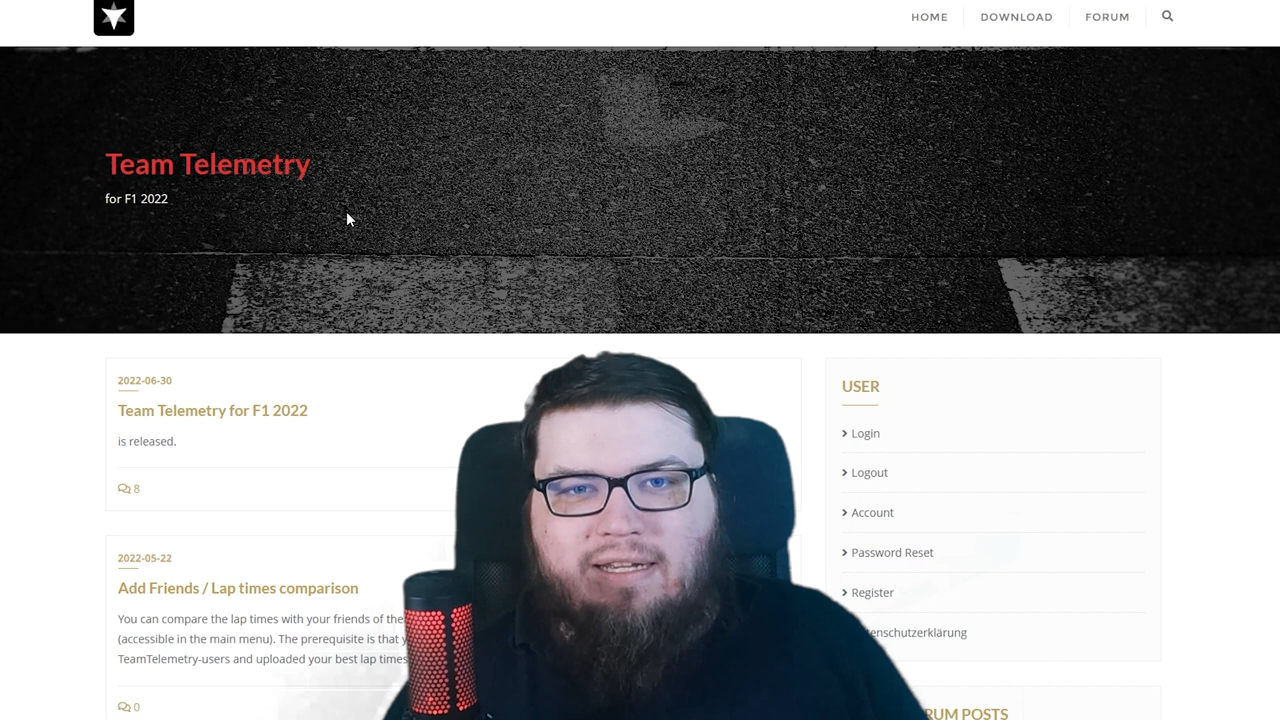 HOME
DOWNLOAD
FORUM
Team Telemetry
for F1 2022
2022-06-30
Team Telemetry for F1 2022
is released.
8
2022-05-22
Add Friends / Lap times comparison
You can compare the lap times with your friends of the
(accessible in the main menu). The prerequisite is that
TeamTelemetry-users and uploaded your best lap times
0
USER
Login
Logout
Account
Password Reset
Register
tenschutzerklärung
RUM POSTS